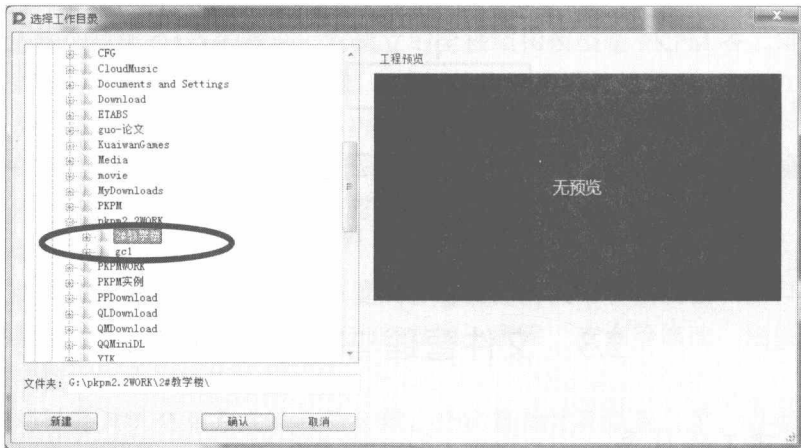 选择工作目录
CFG
CloudMusic
Documents and Settings
Download
ETABS
guo-论文
KuaiwanGames
Media
movie
MyDownloads
PKPM
pkpm2.2WORK
2#教学楼
gc1
PKPMWORK
PKPM实例
PPDownload
QLDownload
QMDownload
QQMiniDL
YJK
文件夹: G:\pkpm2.2WORK\2#教学楼\
新建
确认
取消
工程预览
无预览